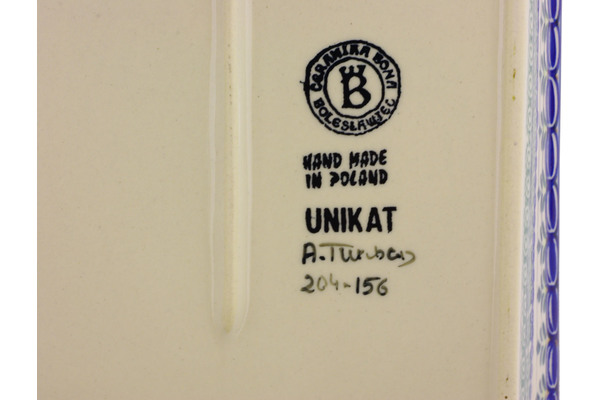 CERAMIKA BONA
B
BOLESŁAWIEC
HAND MADE
IN POLAND
UNIKAT
204-156